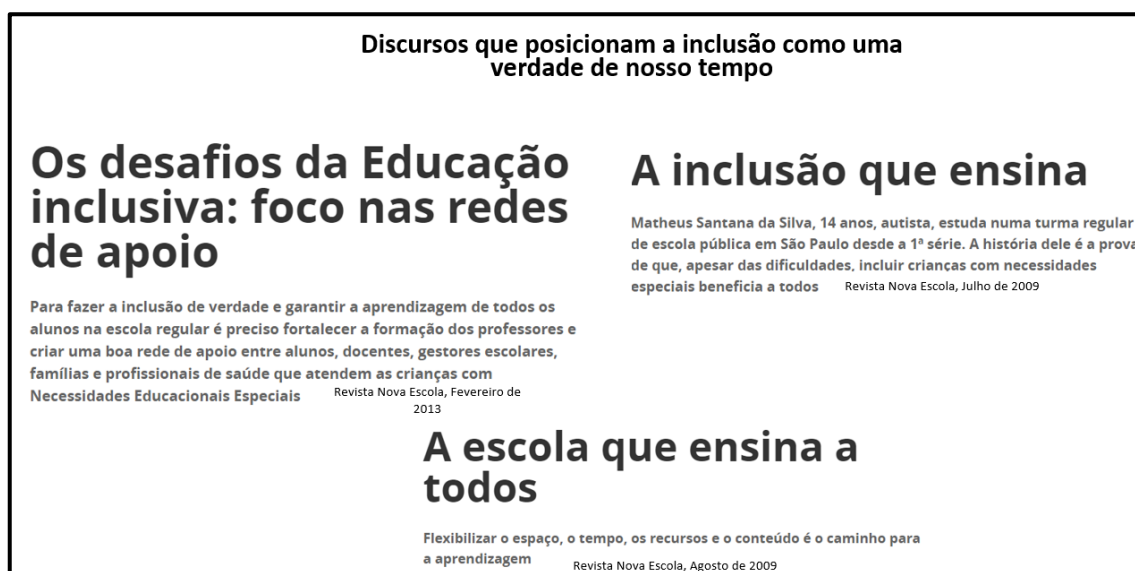 Discursos que posicionam a inclusão como uma
verdade de nosso tempo
Os desafios da Educação
inclusiva: foco nas redes
de apoio
Para fazer a inclusão de verdade e garantir a aprendizagem de todos os
alunos na escola regular é preciso fortalecer a formação dos professores e
criar uma boa rede de apoio entre alunos, docentes, gestores escolares,
famílias e profissionais de saúde que atendem as crianças com
Necessidades Educacionais Especiais
Revista Nova Escola, Fevereiro de
2013
A inclusão que ensina
Matheus Santana da Silva, 14 anos, autista, estuda numa turma regular
de escola pública em São Paulo desde a 1ª série. A história dele é a prova
de que, apesar das dificuldades, incluir crianças com necessidades
especiais beneficia a todos
Revista Nova Escola, Julho de 2009
A escola que ensina a
todos
Flexibilizar o espaço, o tempo, os recursos e o conteúdo é o caminho para
a aprendizagem
Revista Nova Escola, Agosto de 2009